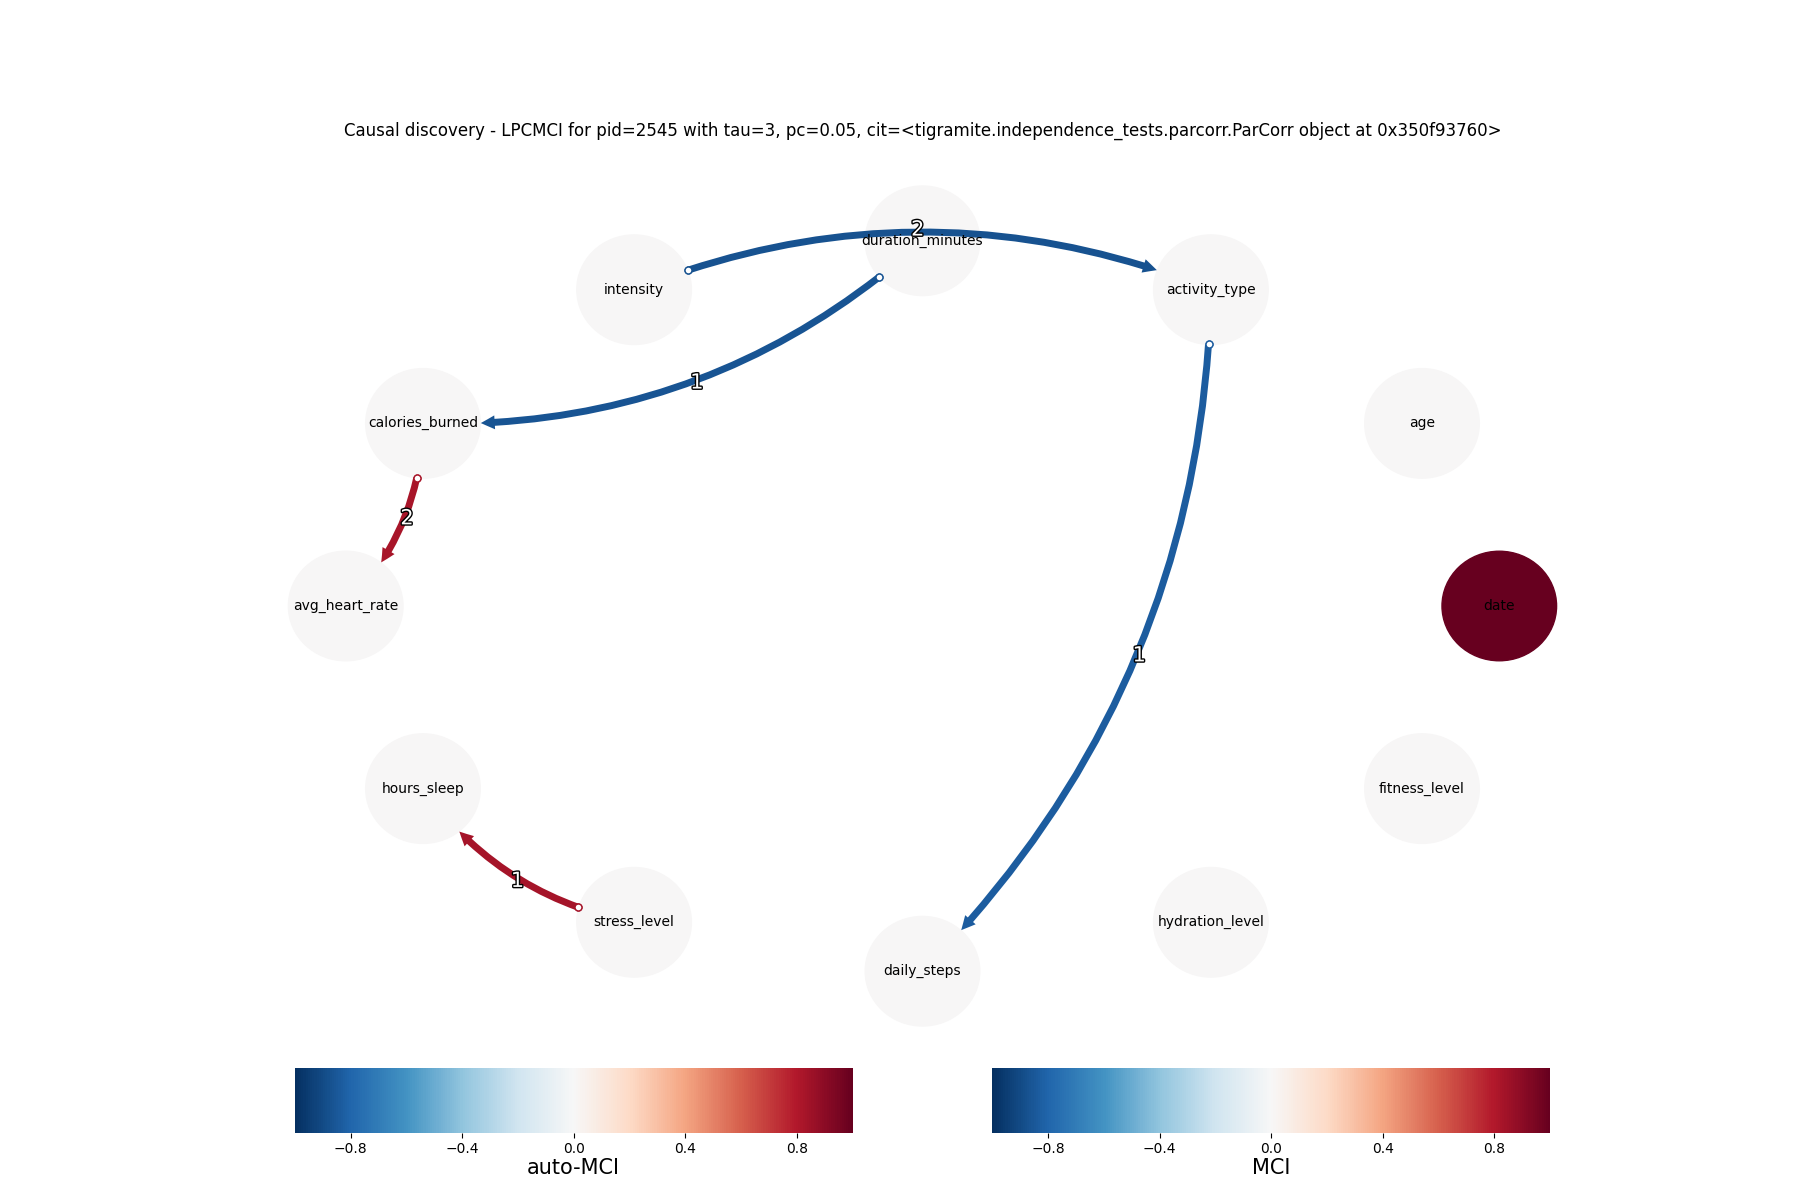 Causal discovery - LPCMCI for pid=2545 with tau=3, pc=0.05, cit=<tigramite.independence_tests.parcorr.ParCorr object at 0x350f93760>
2
duration_minutes
intensity
activity_type
1
calories_burned
age
2
avg_heart_rate
date
1
hours_sleep
fitness_level
1
stress_level
hydration_level
daily_steps
−0.8 −0.4 0.0 0.4 0.8
auto-MCI
−0.8 −0.4 0.0 0.4 0.8
MCI